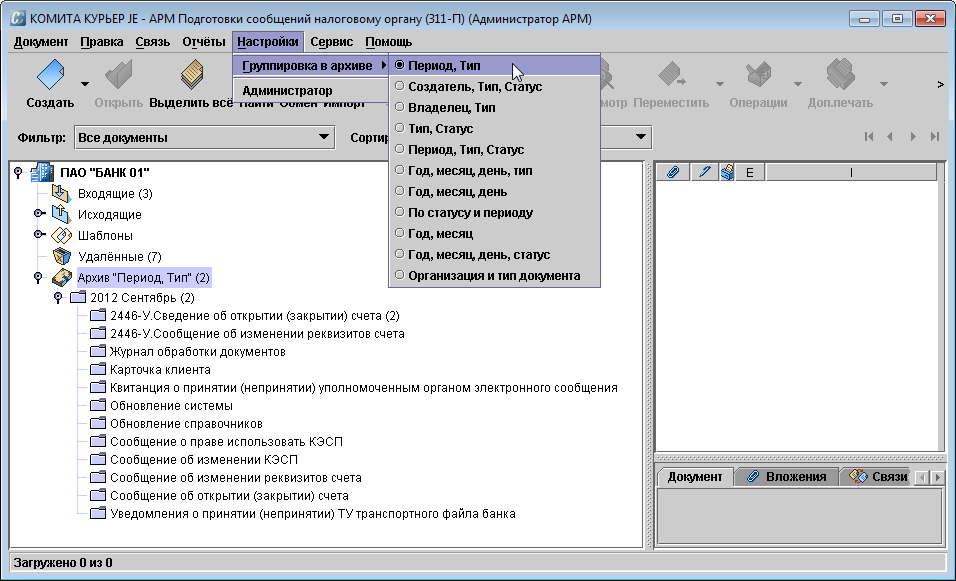 КОМИТА КУРЬЕР JE - АРМ Подготовки сообщений налоговому органу (311-П) (Администратор АРМ)
Документ Правка Связь Отчёты Настройки Сервис Помощь
Группировка в архиве
Администратор
Период, Тип
Создатель, Тип, Статус
Владелец, Тип
Тип, Статус
Период, Тип, Статус
Год, месяц, день, тип
Год, месяц, день
По статусу и периоду
Год, месяц
Год, месяц, день, статус
Организация и тип документа
Создать Открыть Выделить всё Найти Обмен Импорт Переместить Операции Доп.печать >
Фильтр: Все документы
ПАО "БАНК 01"
Входящие (3)
Исходящие
Шаблоны
Удалённые (7)
Архив "Период, Тип" (2)
2012 Сентябрь (2)
2446-У.Сведение об открытии (закрытии) счета (2)
2446-У.Сообщение об изменении реквизитов счета
Журнал обработки документов
Карточка клиента
Квитанция о принятии (непринятии) уполномоченным органом электронного сообщения
Обновление системы
Обновление справочников
Сообщение о праве использовать КЭСП
Сообщение об изменении КЭСП
Сообщение об изменении реквизитов счета
Сообщение об открытии (закрытии) счета
Уведомления о принятии (непринятии) ТУ транспортного файла банка
Е I
Документ Вложения Связи
Загружено 0 из 0